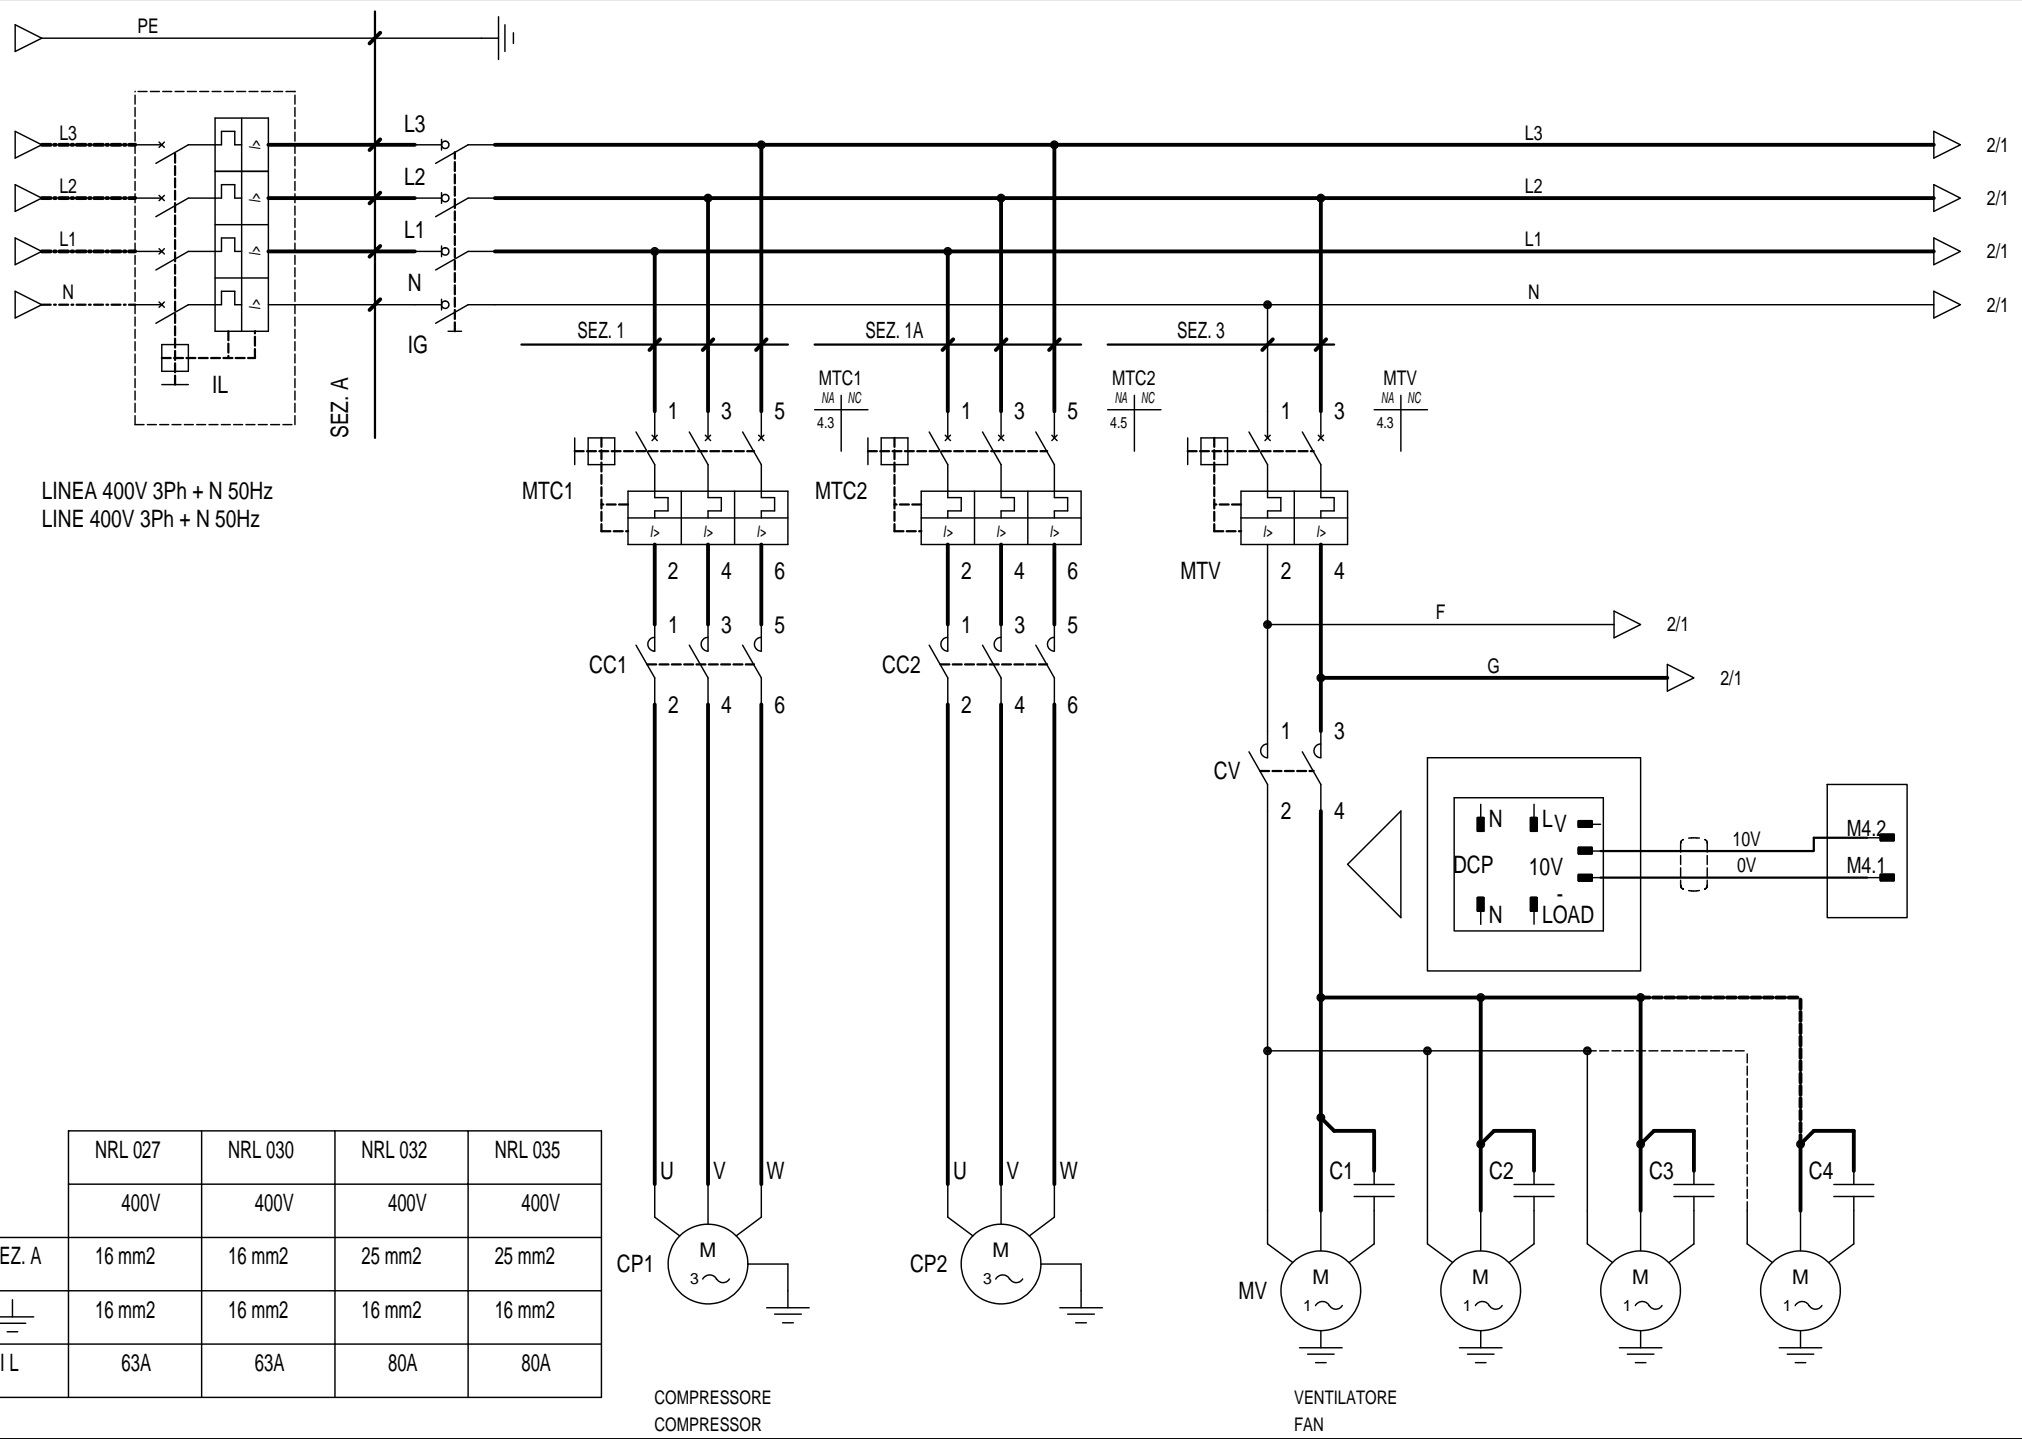 PE
L3
L2
L1
N
L3
L2
L1
N
IG
IL
SEZ. A
L3 2/1
L2 2/1
L1 2/1
N 2/1
LINEA 400V 3Ph + N 50Hz
LINE 400V 3Ph + N 50Hz
SEZ. 1
SEZ. 1A
SEZ. 3
MTC1
NA NC
4.3
MTC2
NA NC
4.5
MTV
NA NC
4.3
1 3 5
MTC1
I> I> I>
2 4 6
1 3 5
CC1
2 4 6
1 3 5
MTC2
I> I> I>
2 4 6
1 3 5
CC2
2 4 6
1 3
I> I>
MTV 2 4
F 2/1
G 2/1
1 3
CV
2 4
N L V
DCP 10V
-
N LOAD
10V
0V
M4.2
M4.1
U V W
CP1 M
3
U V W
CP2 M
3
C1 C2 C3 C4
MV M M M M
1 1 1 1
NRL 027 NRL 030 NRL 032 NRL 035
400V 400V 400V 400V
EZ. A 16 mm2 16 mm2 25 mm2 25 mm2
16 mm2 16 mm2 16 mm2 16 mm2
I L 63A 63A 80A 80A
COMPRESSORE
COMPRESSOR
VENTILATORE
FAN